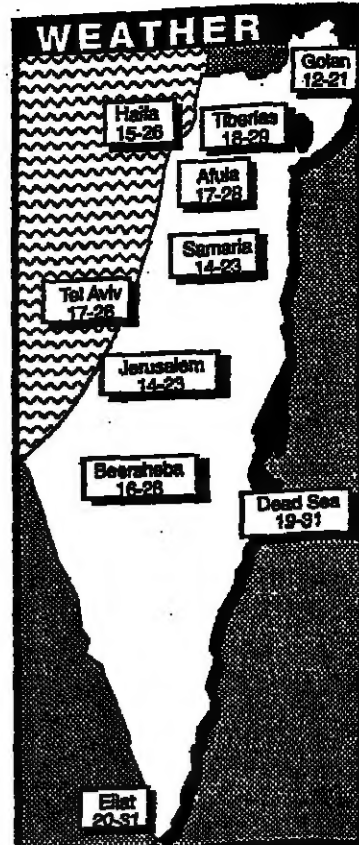 WEATHER
Golan
12-21
Haifa
15-26
Tiberias
18-29
Afula
17-28
Samaria
14-23
Tel Aviv
17-26
Jerusalem
14-23
Beersheba
16-28
Dead Sea
19-31
Eilat
20-31